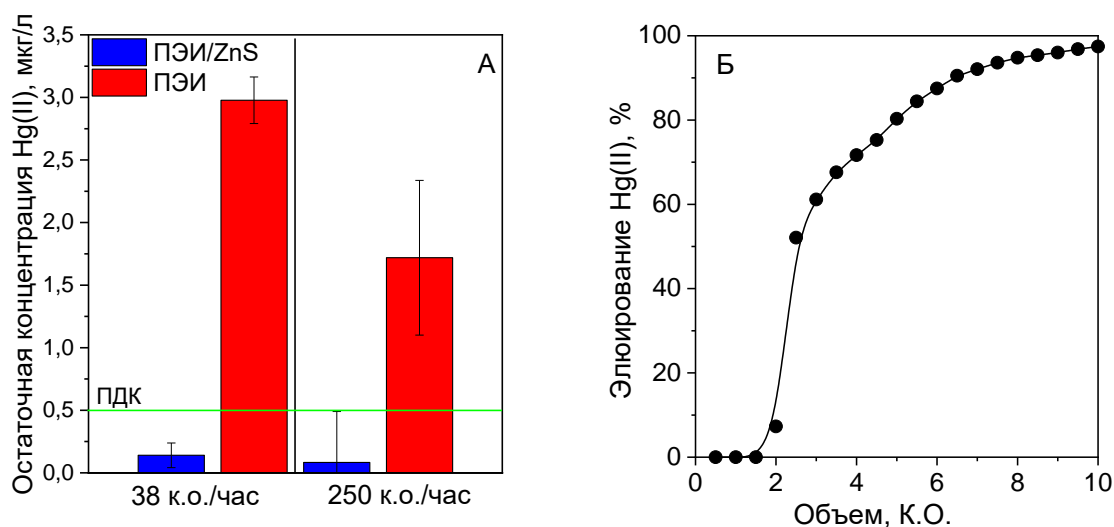 Остаточная концентрация Hg(II), мкг/л
3,5
3,0
2,5
2,0
1,5
1,0
0,5
0,0
ПЭИ/ZnS
ПЭИ
А
ПДК
38 к.о./час
250 к.о./час
Элюирование Hg(II), %
100
80
60
40
20
0
Б
0
2
4
6
8
10
Объем, К.О.